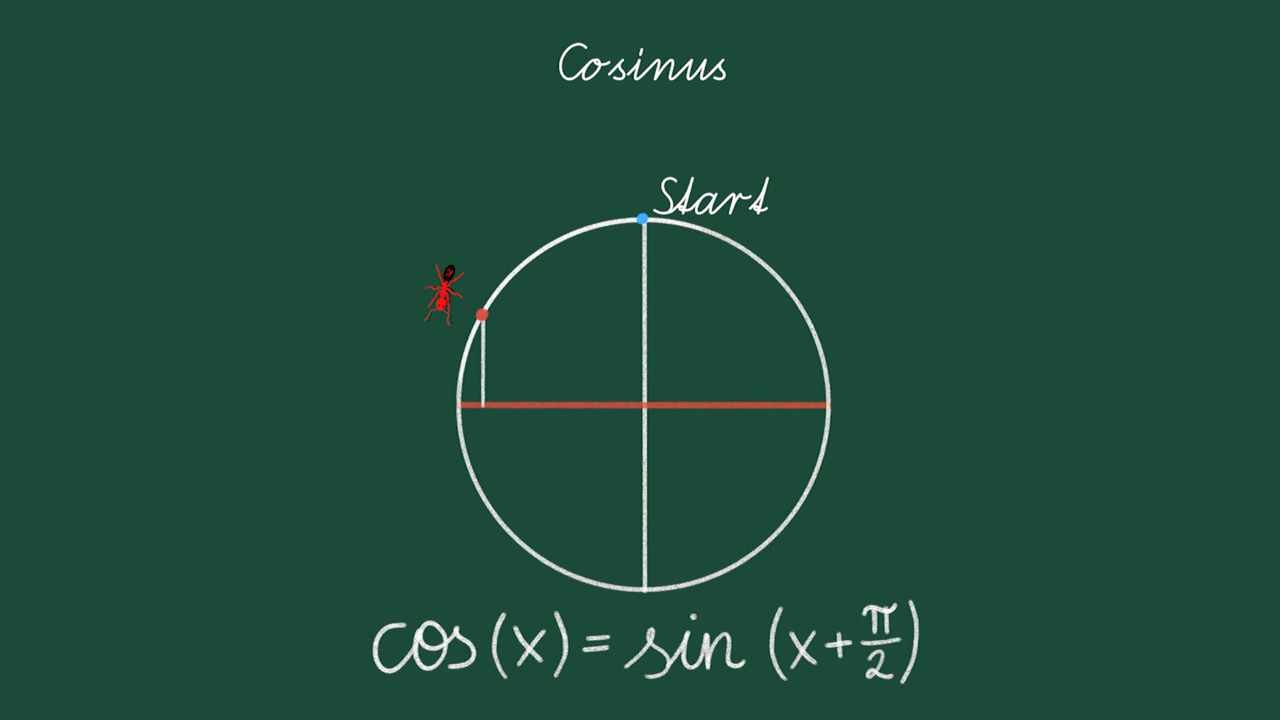 Cosinus
Start
cos(x)= sin (x+π/2)